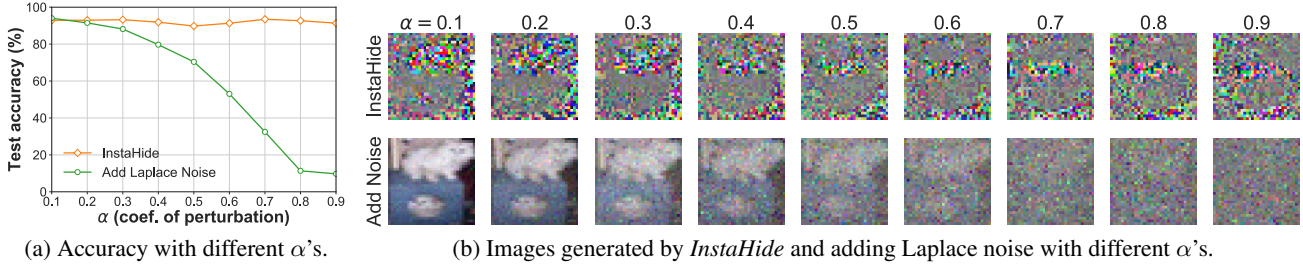 100
80
60
40
20
0
Test accuracy (%)
InstaHide
Add Laplace Noise
0.1 0.2 0.3 0.4 0.5 0.6 0.7 0.8 0.9
α (coef. of perturbation)
(a) Accuracy with different α's.
α = 0.1 0.2 0.3 0.4 0.5 0.6 0.7 0.8 0.9
InstaHide
Add Noise
(b) Images generated by InstaHide and adding Laplace noise with different α's.